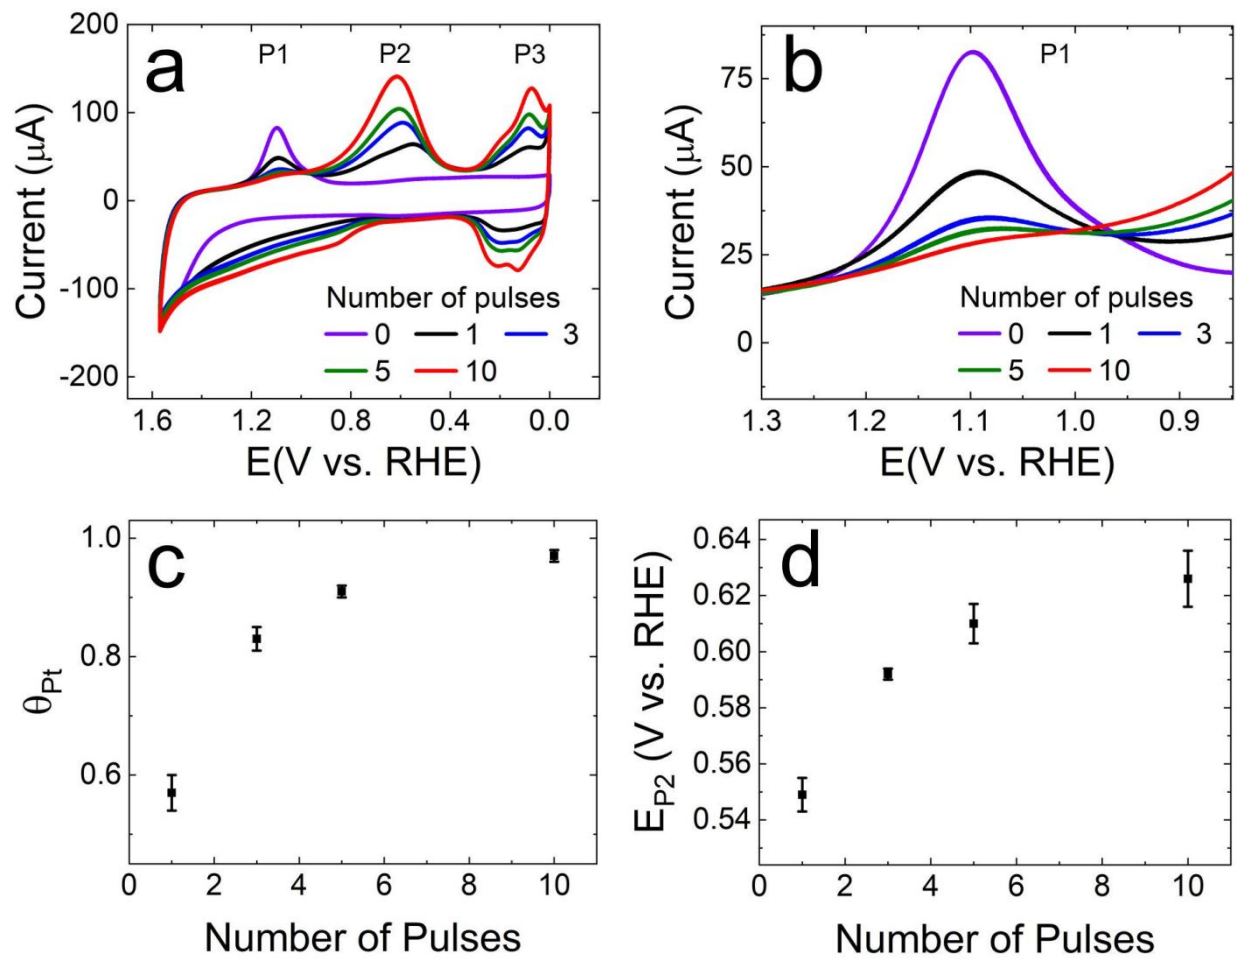 a
P1
P2
P3
200
100
0
-100
-200
Current (μA)
Number of pulses
0 1 3
5 10
1.6 1.2 0.8 0.4 0.0
E(V vs. RHE)
b
P1
75
50
25
0
Current (μA)
Number of pulses
0 1 3
5 10
1.3 1.2 1.1 1.0 0.9
E(V vs. RHE)
c
1.0
0.8
0.6
θPt
0 2 4 6 8 10
Number of Pulses
d
0.64
0.62
0.60
0.58
0.56
0.54
EP2 (V vs. RHE)
0 2 4 6 8 10
Number of Pulses